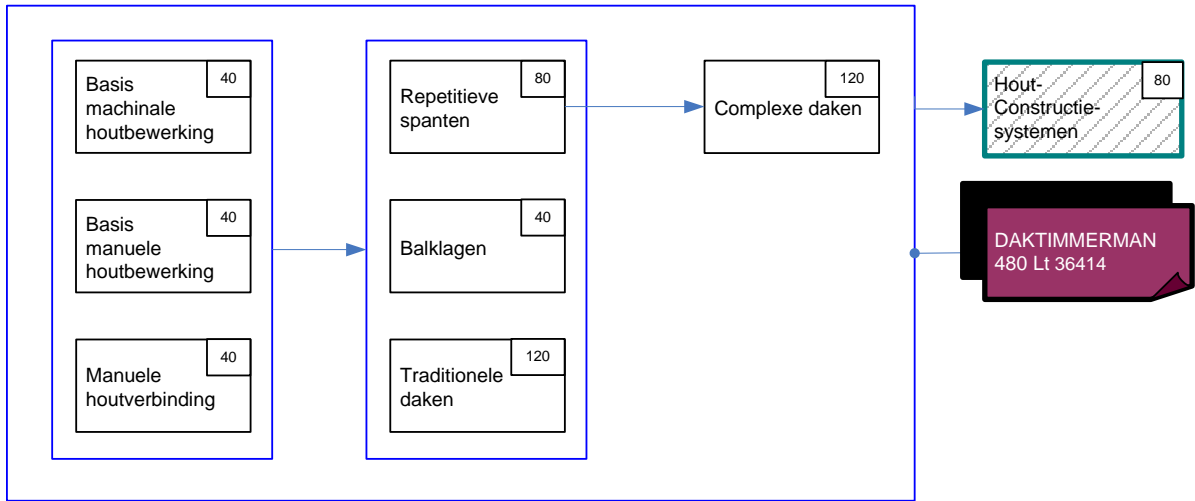 Basis
machinale
houtbewerking
40
Basis
manuele
houtbewerking
40
Manuele
houtverbinding
40
Repetitieve
spanten
80
Balklagen
40
Traditionele
daken
120
Complexe daken
120
Hout-
Constructie-
systemen
80
DAKTIMMERMAN
480 Lt 36414